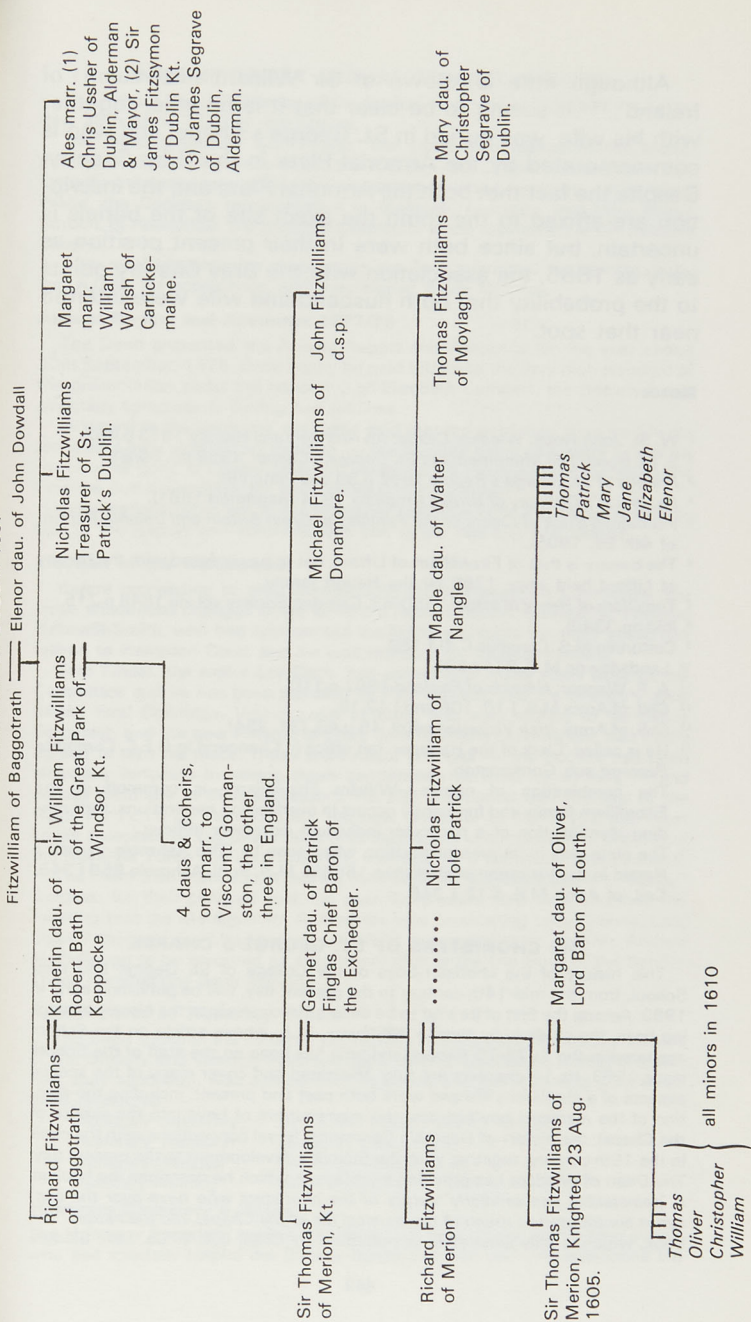 Fitzwilliam of Baggotrath
Elenor dau. of John Dowdall
Richard Fitzwilliams
of Baggotrath
Katherin dau. of
Robert Bath of
Keppocke
Sir William Fitzwilliams
of the Great Park of
Windsor Kt.
Nicholas Fitzwilliams
Treasurer of St.
Patrick's Dublin.
Margaret
marr.
William
Walsh of
Carricke-
maine.
Ales marr. (1)
Chris Ussher of
Dublin, Alderman
& Mayor, (2) Sir
James Fitzsymon
of Dublin Kt.
(3) James Segrave
of Dublin,
Alderman.
4 daus & coheirs,
one marr. to
Viscount Gorman-
ston, the other
three in England.
Sir Thomas Fitzwilliams
of Merion, Kt.
Gennet dau. of Patrick
Finglas Chief Baron of
the Exchequer.
Michael Fitzwilliams of
Donamore.
John Fitzwilliams
d.s.p.
Richard Fitzwilliams
of Merion
..........
Nicholas Fitzwilliam of
Hole Patrick
Mable dau. of Walter
Nangle
Thomas Fitzwilliams
of Moylagh
Mary dau. of
Christopher
Segrave of
Dublin.
Thomas
Patrick
Mary
Jane
Elizabeth
Elenor
Sir Thomas Fitzwilliams of
Merion, Knighted 23 Aug.
1605.
Margaret dau. of Oliver,
Lord Baron of Louth.
Thomas
Oliver
Christopher
William
all minors in 1610